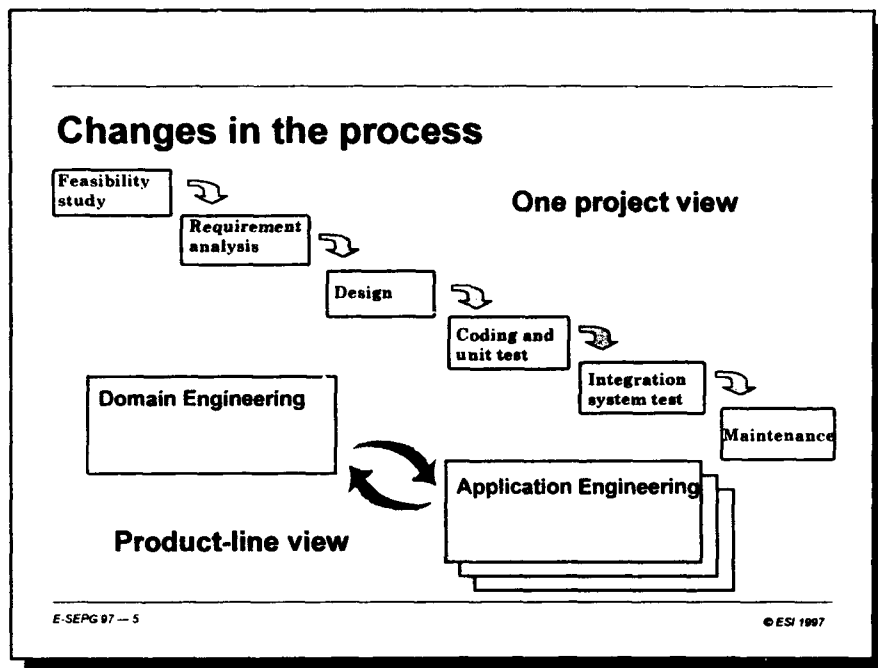 Changes in the process
Feasibility
study
One project view
Requirement
analysis
Design
Coding and
unit test
Integration
system test
Maintenance
Domain Engineering
Application Engineering
Product-line view
E-SEPG 97 — 5
© ESI 1997